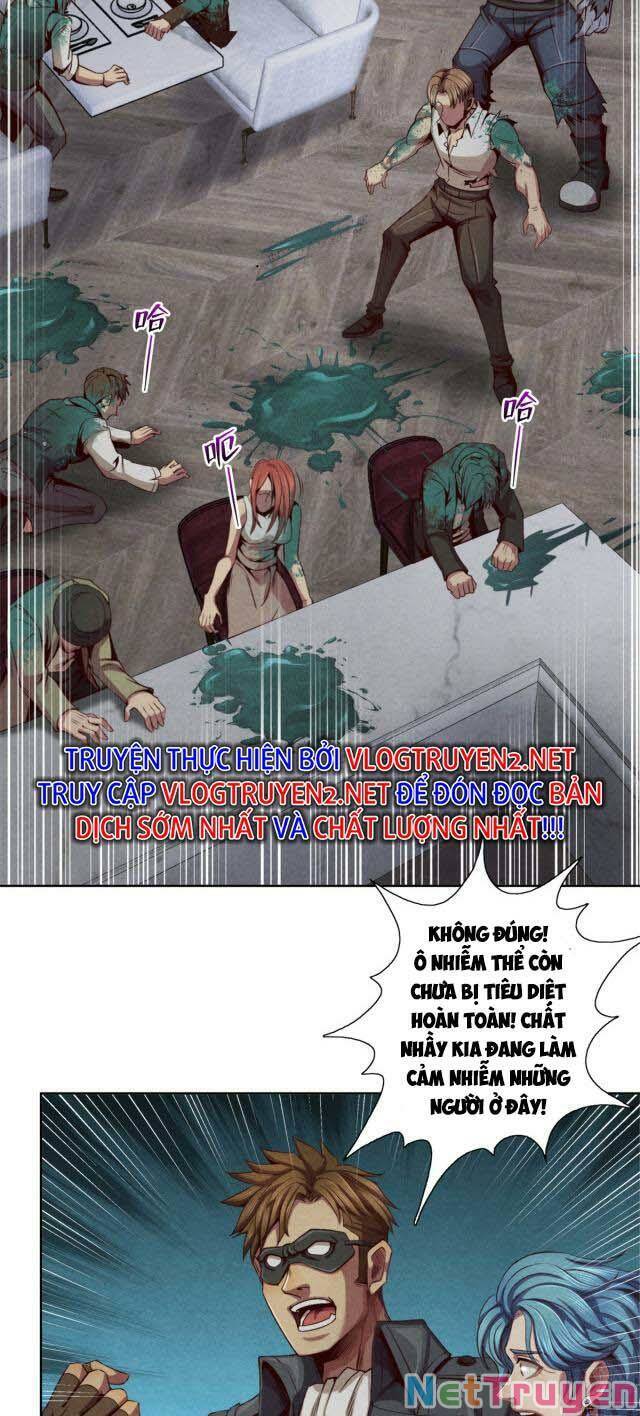 哈
哈
呃
TRUYỆN THỰC HIỆN BỞI VLOGTRUYEN2.NET
TRUY CẬP VLOGTRUYEN2.NET ĐỂ ĐÓN ĐỌC BẢN
DỊCH SỚM NHẤT VÀ CHẤT LƯỢNG NHẤT!!!
KHÔNG ĐÚNG!
Ô NHIỄM THỂ CÒN
CHƯA BỊ TIÊU DIỆT
HOÀN TOÀN! CHẤT
NHẦY KIA ĐANG LÀM
CẢM NHIỄM NHỮNG
NGƯỜI Ở ĐÂY!
NetTruyen